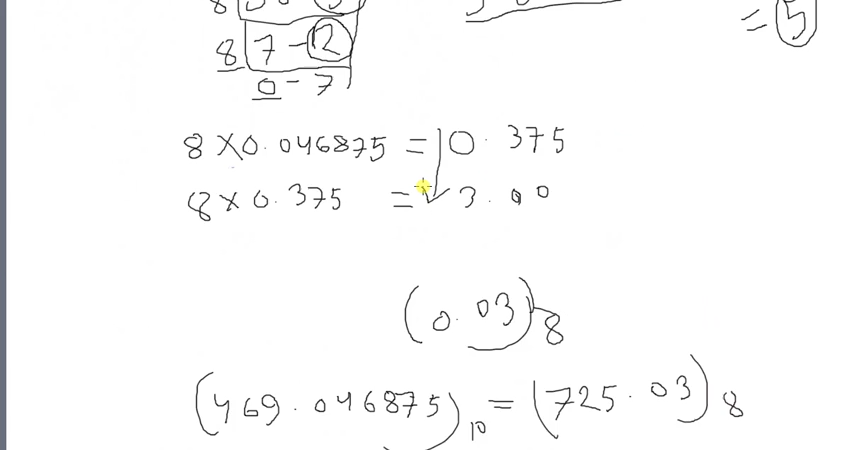 = 5
8 7 - 2
0 - 7
8 × 0.046875 = 0.375
8 × 0.375 = 3.00
(0.03)8
(469.046875)10 = (725.03)8